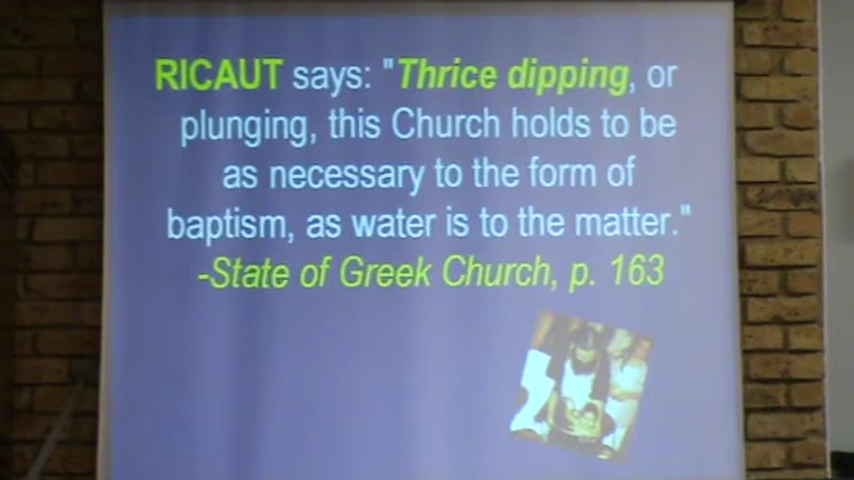 RICAUT says: "Thrice dipping, or
plunging, this Church holds to be
as necessary to the form of
baptism, as water is to the matter."
-State of Greek Church, p. 163